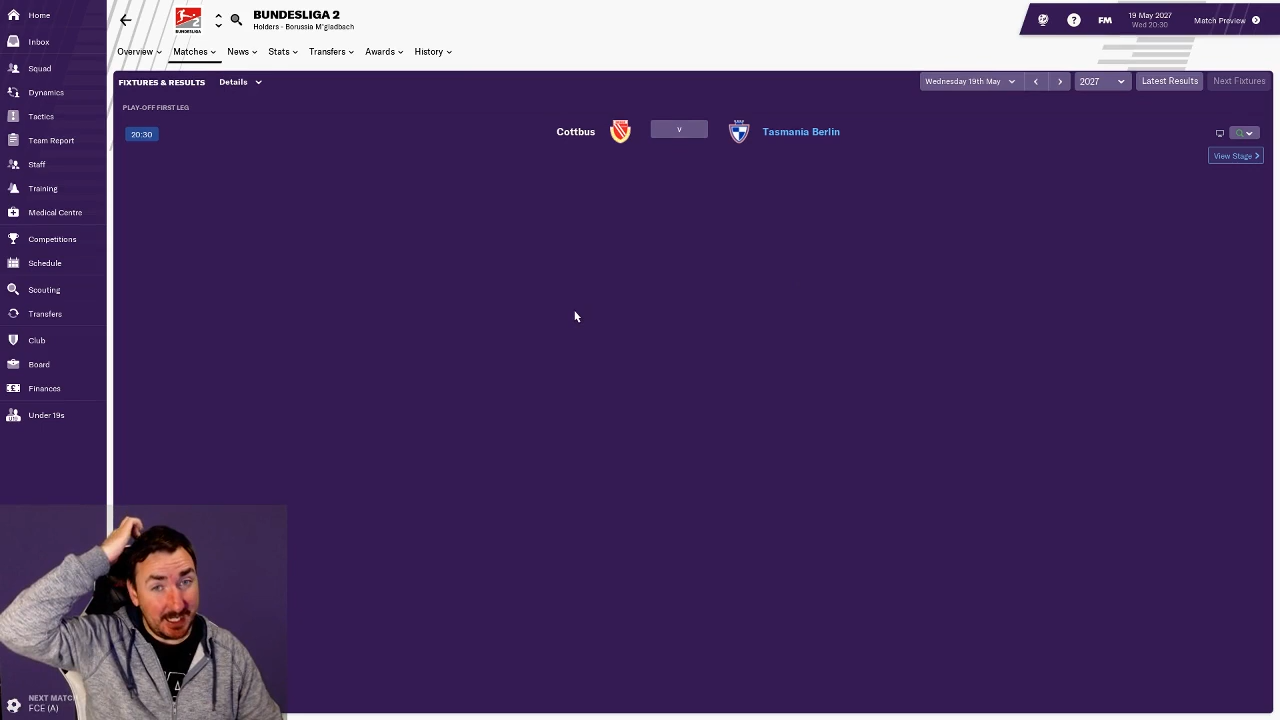 Home
BUNDESLIGA 2
BUNDESLIGA 2
Holders - Borussia M'gladbach
19 May 2027
Wed 20:30
FM
Match Preview
Inbox
Overview Matches News Stats Transfers Awards History
Squad
FIXTURES & RESULTS Details
Wednesday 19th May 2027 Latest Results Next Fixtures
Dynamics
PLAY-OFF FIRST LEG
Tactics
20:30 Cottbus v Tasmania Berlin
Team Report
View Stage
Staff
Training
Medical Centre
Competitions
Schedule
Scouting
Transfers
Club
Board
Finances
Under 19s
NEXT MATCH
FCE (A)